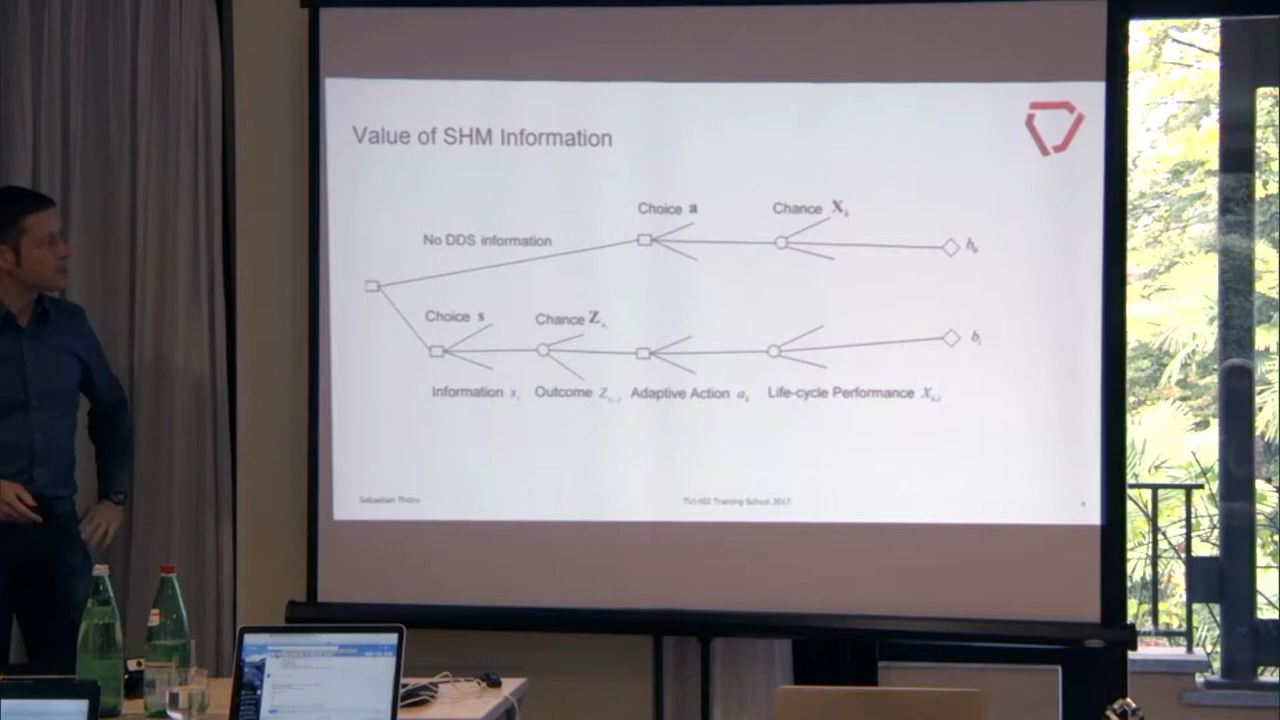 Value of SHM Information
Choice a
Chance X
No DDS information
Choice s
Chance Z
Information s
Outcome Z
Adaptive Action a
Life-cycle Performance X
TU1402 Training School 2017